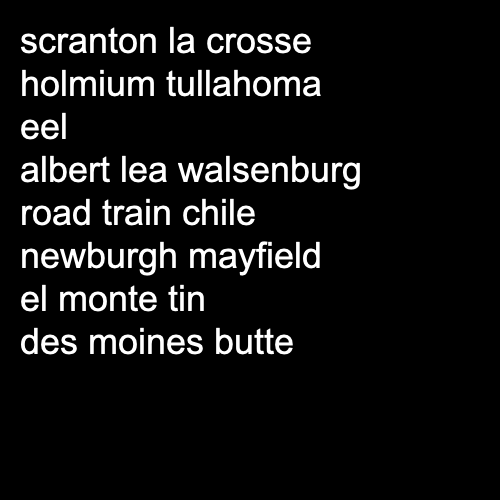 scranton la crosse
holmium tullahoma
eel
albert lea walsenburg
road train chile
newburgh mayfield
el monte tin
des moines butte